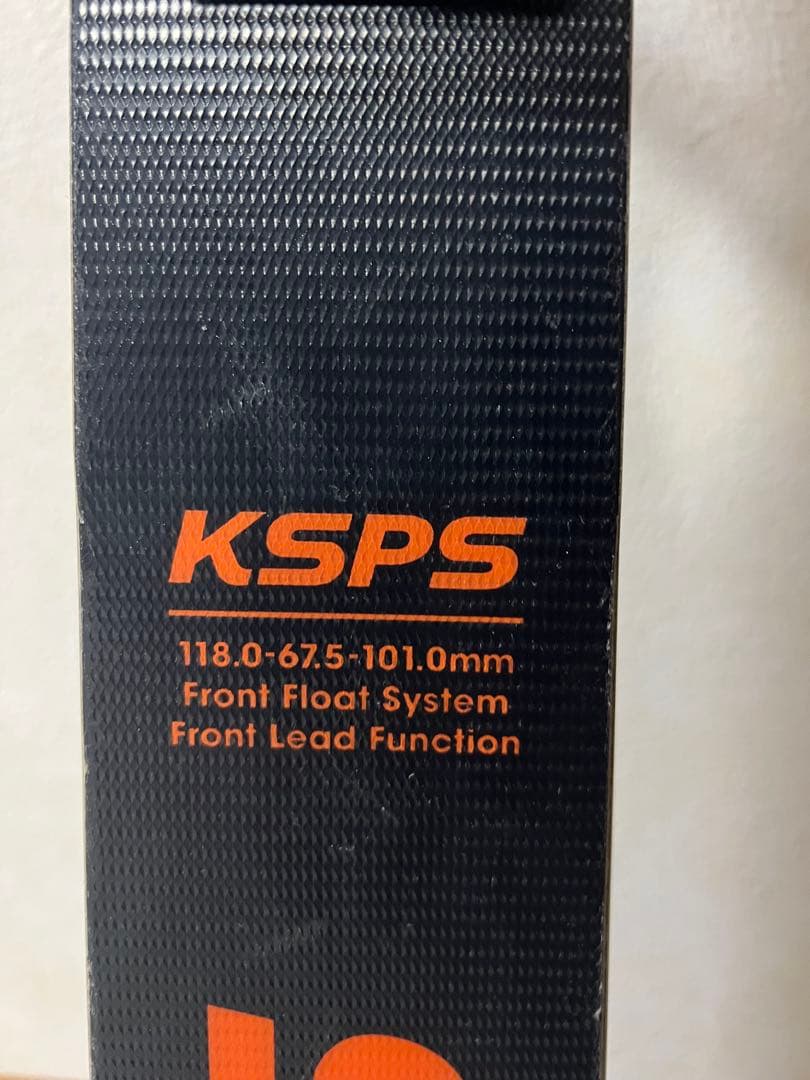 KSPS
118.0-67.5-101.0mm
Front Float System
Front Lead Function